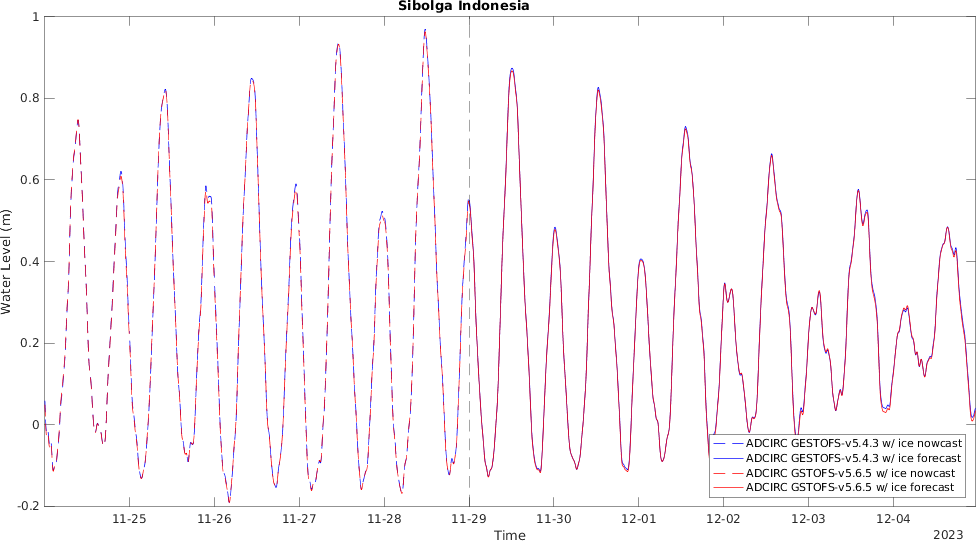 Sibolga Indonesia
Water Level (m)
1
0.8
0.6
0.4
0.2
0
-0.2
11-25
11-26
11-27
11-28
11-29
11-30
12-01
12-02
12-03
12-04
Time
2023
ADCIRC GESTOFS-v5.4.3 w/ ice nowcast
ADCIRC GESTOFS-v5.4.3 w/ ice forecast
ADCIRC GSTOFS-v5.6.5 w/ ice nowcast
ADCIRC GSTOFS-v5.6.5 w/ ice forecast